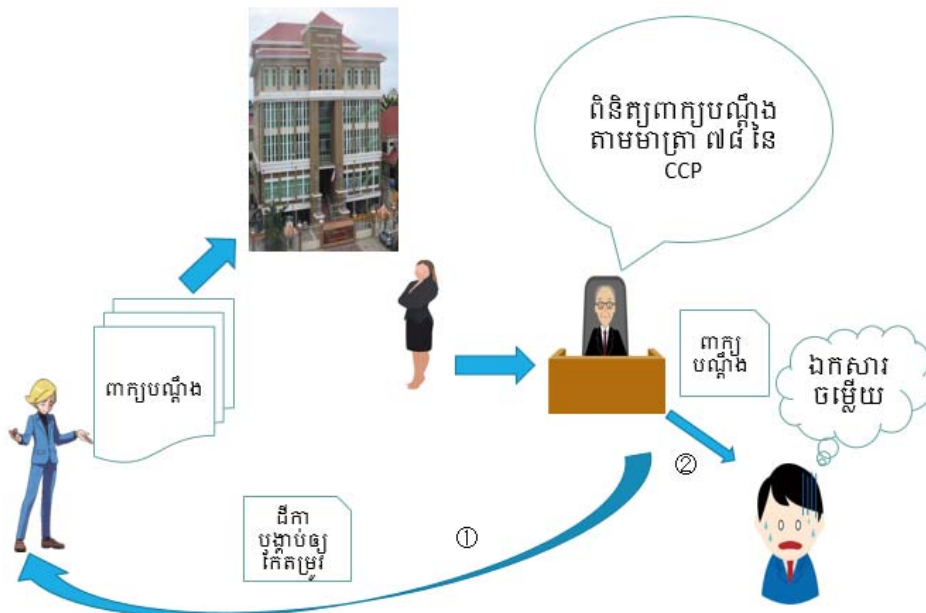 ពិនិត្យពាក្យបណ្ដឹង
តាមមាត្រា ៧៨ នៃ
CCP
ពាក្យបណ្ដឹង
ពាក្យ
បណ្ដឹង
ឯកសារ
ចម្លើយ
②
ដីកា
បង្គាប់ឲ្យ
កែតម្រូវ
①